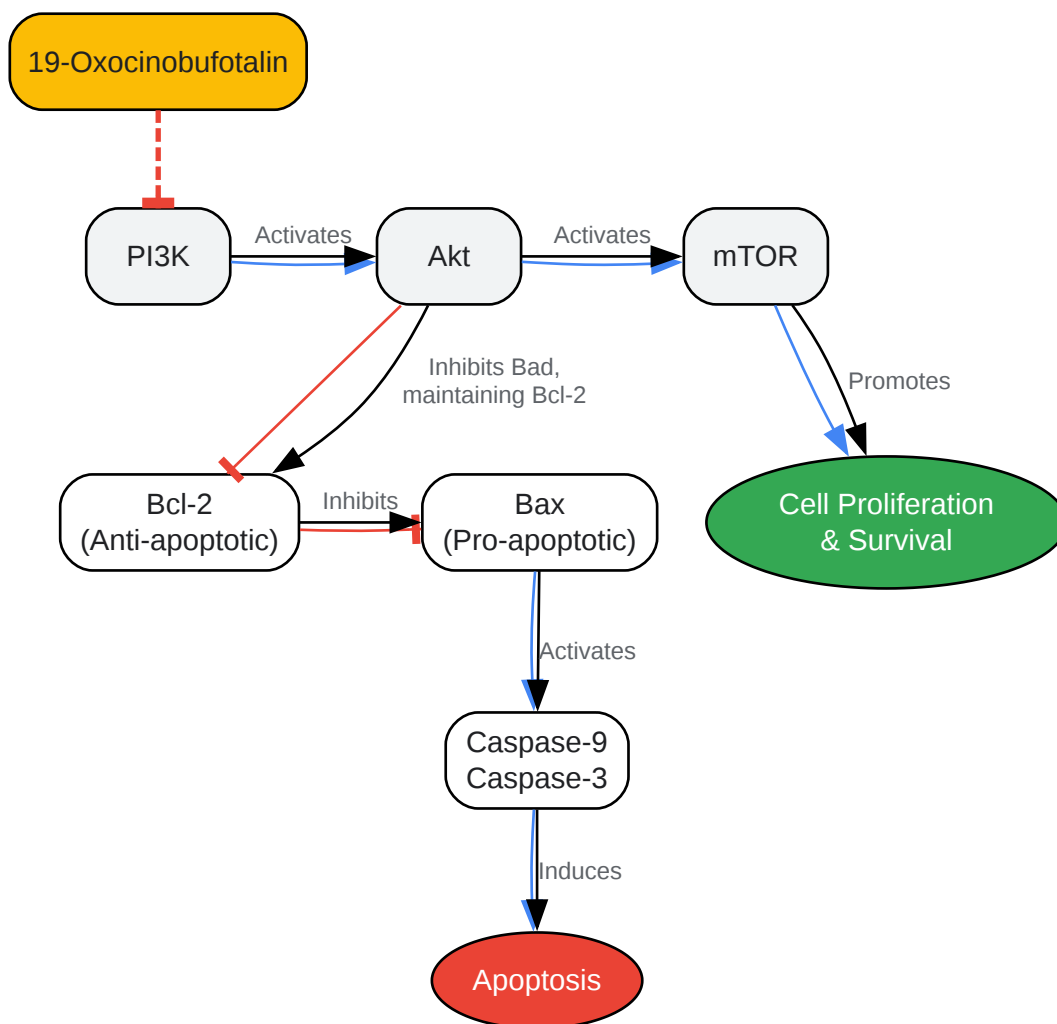 19-Oxocinobufotalin
PI3K
Activates
Akt
Activates
mTOR
Inhibits Bad,
maintaining Bcl-2
Promotes
Bcl-2
(Anti-apoptotic)
Inhibits
Bax
(Pro-apoptotic)
Cell Proliferation
& Survival
Activates
Caspase-9
Caspase-3
Induces
Apoptosis